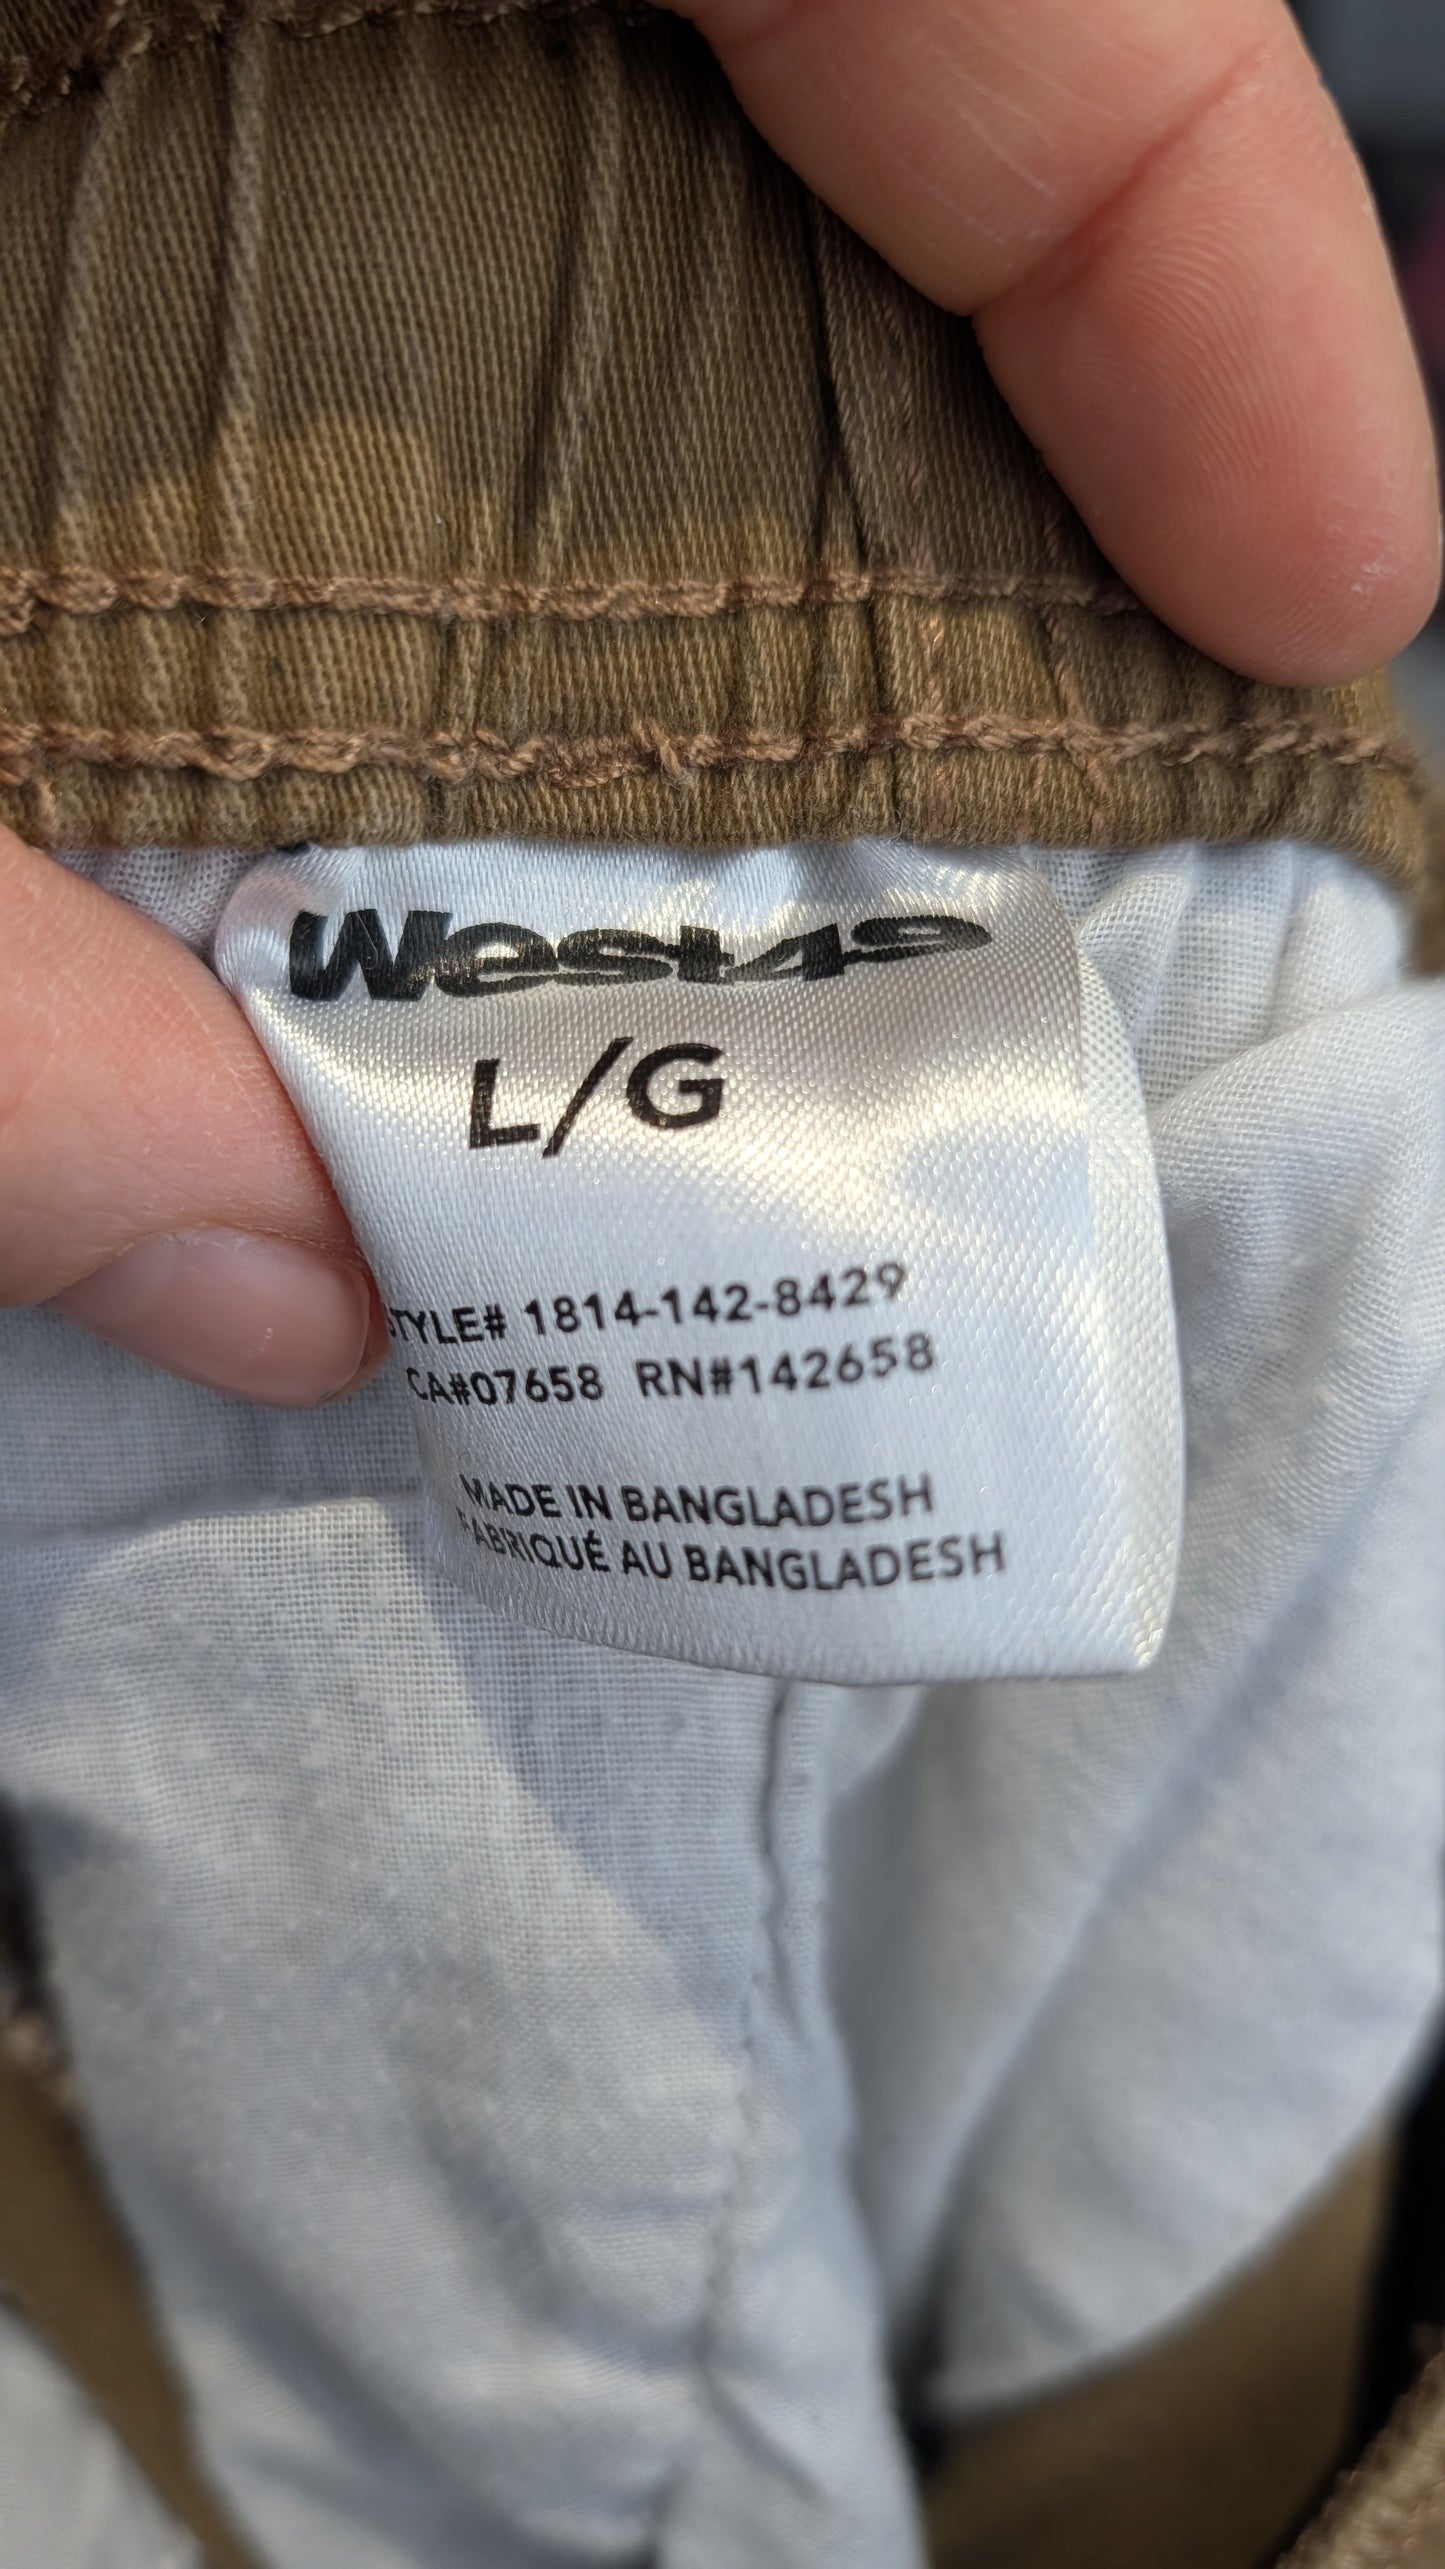 West49
L/G
STYLE# 1814-142-8429
CA#07658 RN#142658
MADE IN BANGLADESH
FABRIQUÉ AU BANGLADESH